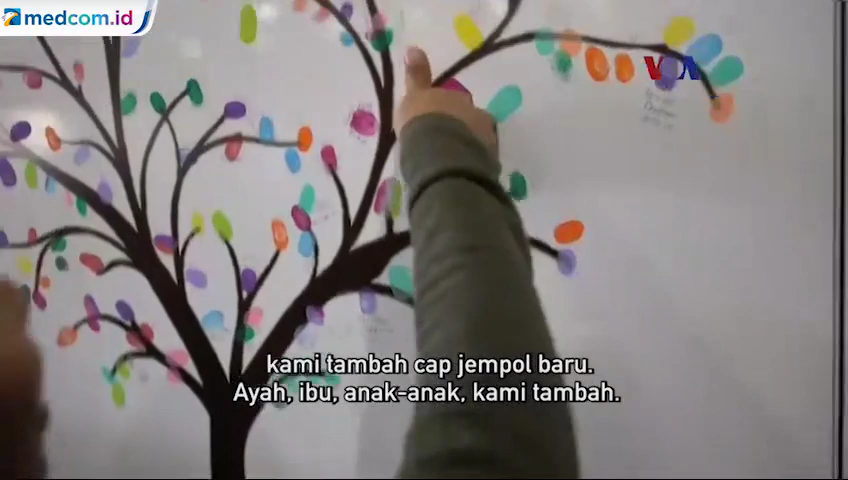 medcom.id
VOA
kami tambah cap jempol baru.
Ayah, ibu, anak-anak, kami tambah.